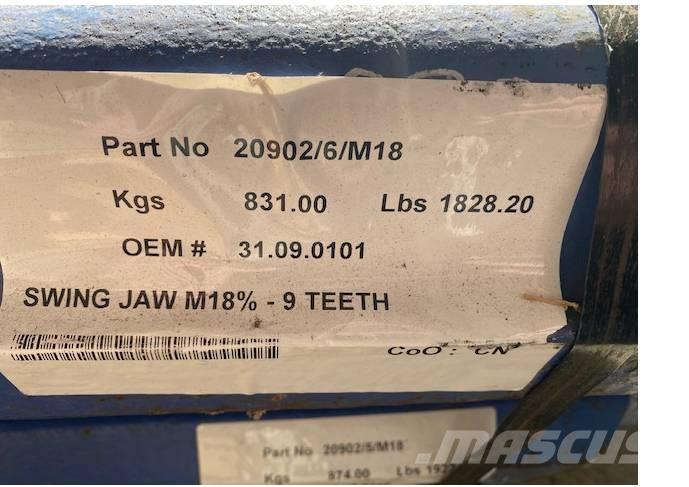 Part No 20902/6/M18
Kgs 831.00 Lbs 1828.20
OEM # 31.09.0101
SWING JAW M18% - 9 TEETH
CoO : CN
Part No 20902/5/M18
Kgs 874.00 Lbs
MASCUS